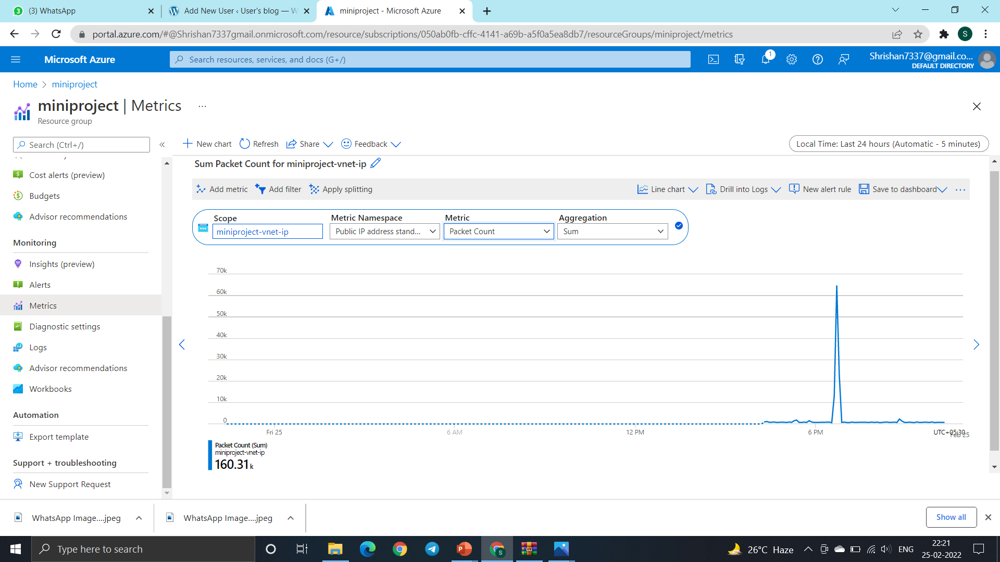 (3) WhatsApp
Add New User ‹ User's blog — W
miniproject - Microsoft Azure
portal.azure.com/#@Shrishan7337gmail.onmicrosoft.com/resource/subscriptions/050ab0fb-cffc-4141-a69b-a5f0a5ea8db7/resourceGroups/miniproject/metrics
S
Microsoft Azure
Search resources, services, and docs (G+/)
1
Shrishan7337@gmail.co...
DEFAULT DIRECTORY
Home > miniproject
miniproject | Metrics ...
Resource group
Search (Ctrl+/)
«
New chart
Refresh
Share
Feedback
Local Time: Last 24 hours (Automatic - 5 minutes)
Cost alerts (preview)
Budgets
Advisor recommendations
Monitoring
Insights (preview)
Alerts
Metrics
Diagnostic settings
Logs
Advisor recommendations
Workbooks
Automation
Export template
Support + troubleshooting
New Support Request
Sum Packet Count for miniproject-vnet-ip
Add metric
Add filter
Apply splitting
Line chart
Drill into Logs
New alert rule
Save to dashboard
...
Scope
miniproject-vnet-ip
Metric Namespace
Public IP address stand...
Metric
Packet Count
Aggregation
Sum
70k
60k
50k
40k
30k
20k
10k
0
Fri 25
6 AM
12 PM
6 PM
UTC+05:30
Feb 25
Packet Count (Sum)
miniproject-vnet-ip
160.31 k
WhatsApp Image....jpeg
WhatsApp Image....jpeg
Show all
Type here to search
26°C Haze
ENG
22:21
25-02-2022